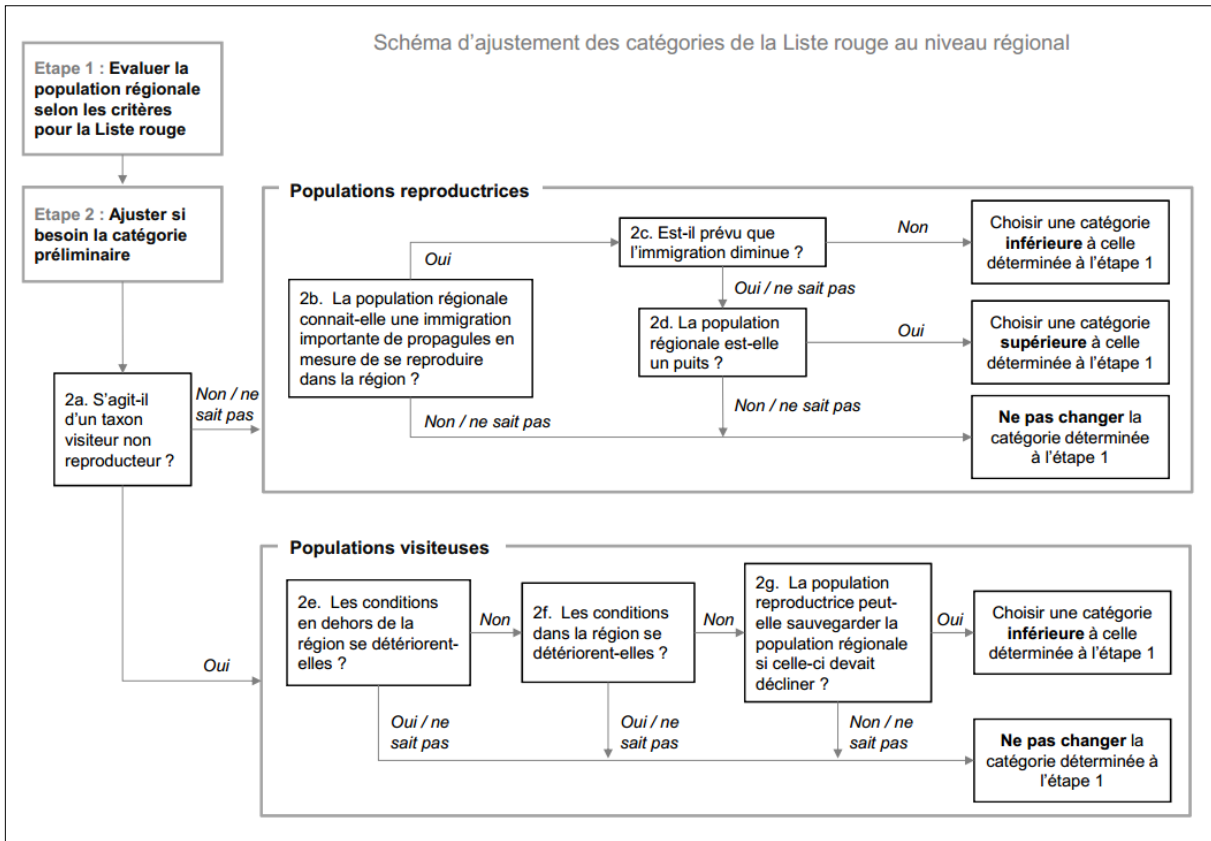 Schéma d'ajustement des catégories de la Liste rouge au niveau régional
Etape 1 : Evaluer la
population régionale
selon les critères
pour la Liste rouge
Etape 2 : Ajuster si
besoin la catégorie
préliminaire
2a. S'agit-il
d'un taxon
visiteur non
reproducteur ?
Non / ne
sait pas
Oui
Populations reproductrices
2b. La population régionale
connait-elle une immigration
importante de propagules en
mesure de se reproduire
dans la région ?
Oui
Non / ne sait pas
2c. Est-il prévu que
l'immigration diminue ?
Non
Oui / ne sait pas
2d. La population
régionale est-elle
un puits ?
Oui
Non / ne sait pas
Choisir une catégorie
inférieure à celle
déterminée à l'étape 1
Choisir une catégorie
supérieure à celle
déterminée à l'étape 1
Ne pas changer la
catégorie déterminée
à l'étape 1
Populations visiteuses
2e. Les conditions
en dehors de la
région se détériorent-
elles ?
Non
Oui / ne
sait pas
2f. Les conditions
dans la région se
détériorent-elles ?
Non
Oui / ne
sait pas
2g. La population
reproductrice peut-
elle sauvegarder la
population régionale
si celle-ci devait
décliner ?
Oui
Non / ne
sait pas
Choisir une catégorie
inférieure à celle
déterminée à l'étape 1
Ne pas changer la
catégorie déterminée à
l'étape 1